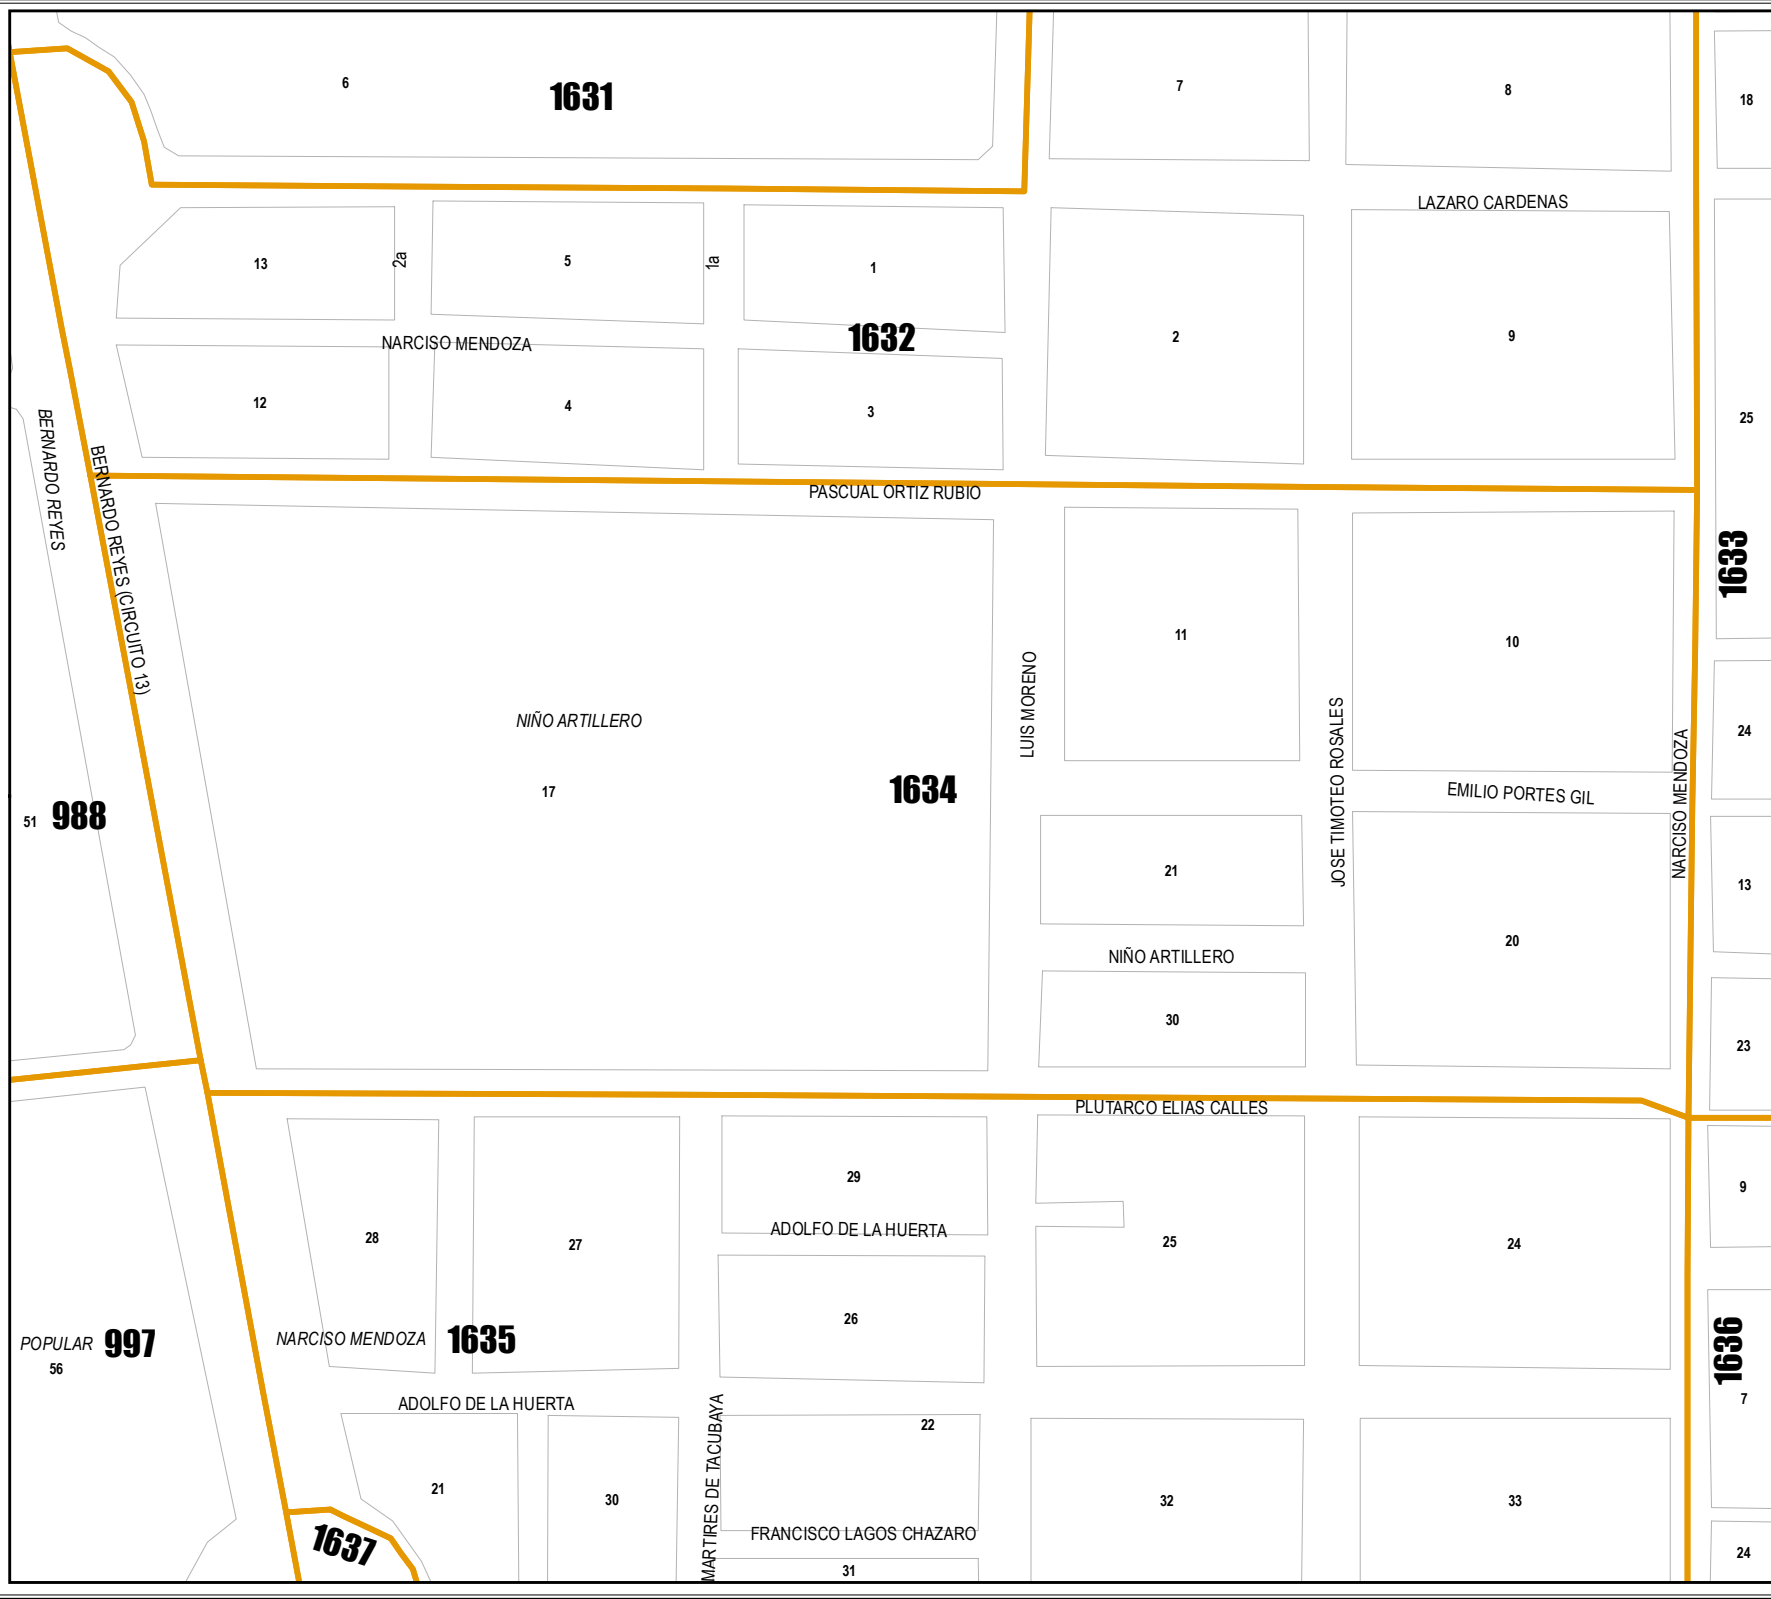 6
1631
7
8
18
LAZARO CARDENAS
13
2a
5
1a
1
NARCISO MENDOZA
1632
2
9
12
4
3
25
BERNARDO REYES
BERNARDO REYES (CIRCUITO 13)
PASCUAL ORTIZ RUBIO
1633
11
10
LUIS MORENO
NIÑO ARTILLERO
17
1634
JOSE TIMOTEO ROSALES
NARCISO MENDOZA
24
EMILIO PORTES GIL
51
988
21
13
20
NIÑO ARTILLERO
30
23
PLUTARCO ELIAS CALLES
29
9
28
27
ADOLFO DE LA HUERTA
25
24
26
POPULAR
997
56
NARCISO MENDOZA
1635
1636
7
ADOLFO DE LA HUERTA
MARTIRES DE TACUBAYA
22
21
30
32
33
1637
FRANCISCO LAGOS CHAZARO
31
24